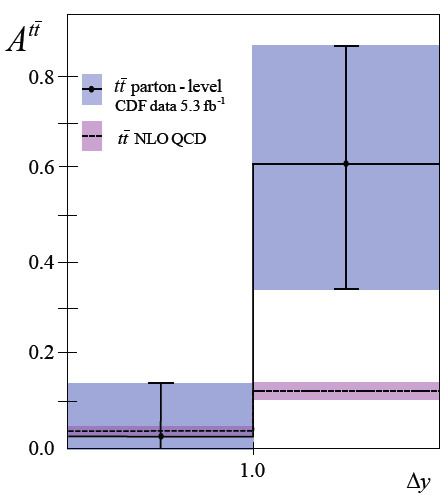 A^{tt̄}
0.8
tt̄ parton - level
CDF data 5.3 fb⁻¹
tt̄ NLO QCD
0.6
0.4
0.2
0.0
1.0
Δy